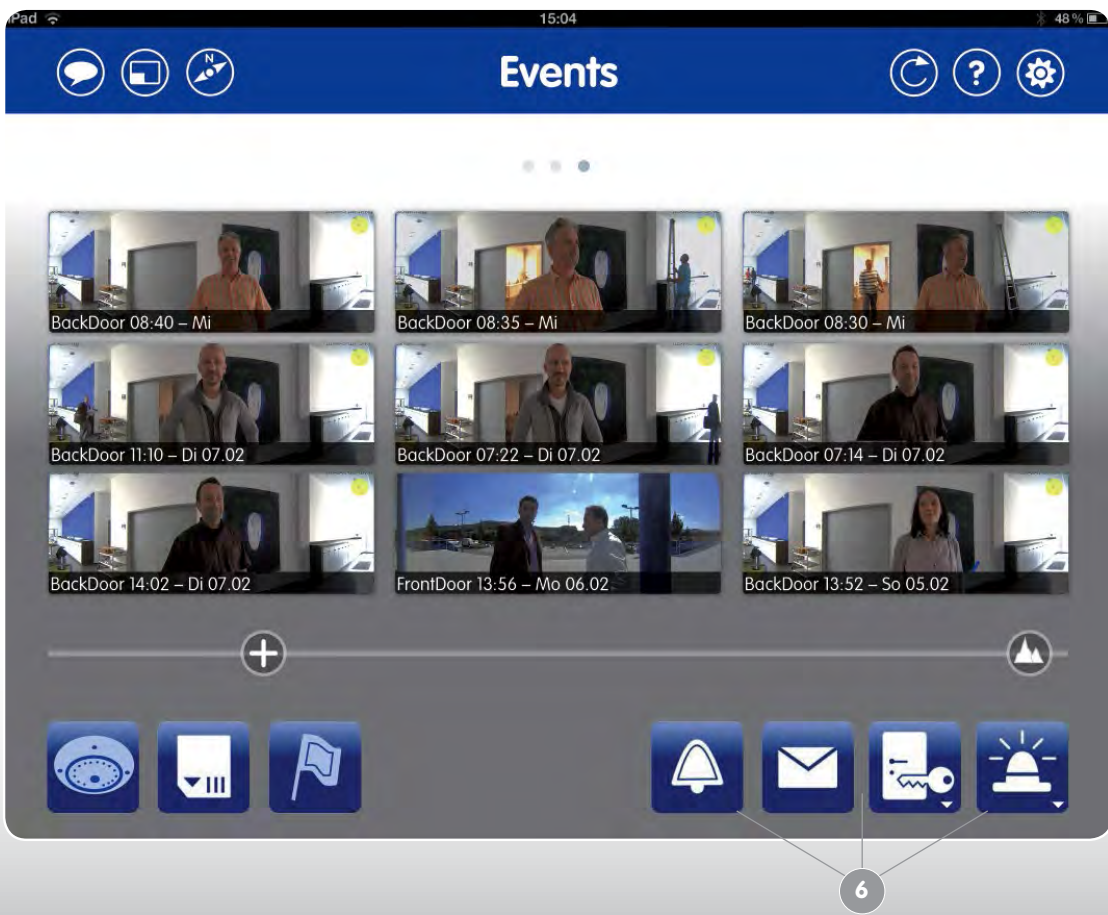 iPad 15:04 48 %
Events
?
N
BackDoor 08:40 – Mi
BackDoor 08:35 – Mi
BackDoor 08:30 – Mi
BackDoor 11:10 – Di 07.02
BackDoor 07:22 – Di 07.02
BackDoor 07:14 – Di 07.02
BackDoor 14:02 – Di 07.02
FrontDoor 13:56 – Mo 06.02
BackDoor 13:52 – So 05.02
6